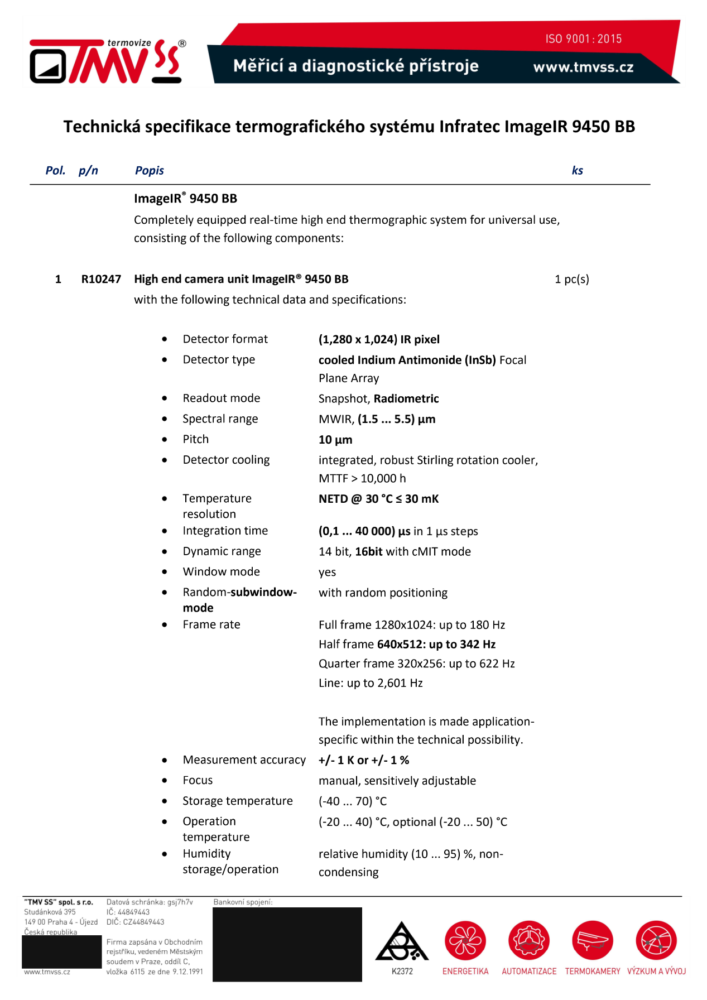 termovize
TMV SS ®
ISO 9001 : 2015
Měřicí a diagnostické přístroje
www.tmvss.cz
Technická specifikace termografického systému Infratec ImageIR 9450 BB
Pol. p/n Popis ks
ImageIR® 9450 BB
Completely equipped real-time high end thermographic system for universal use,
consisting of the following components:
1 R10247 High end camera unit ImageIR® 9450 BB 1 pc(s)
with the following technical data and specifications:
• Detector format (1,280 x 1,024) IR pixel
• Detector type cooled Indium Antimonide (InSb) Focal
Plane Array
• Readout mode Snapshot, Radiometric
• Spectral range MWIR, (1.5 ... 5.5) µm
• Pitch 10 µm
• Detector cooling integrated, robust Stirling rotation cooler,
MTTF > 10,000 h
• Temperature NETD @ 30 °C ≤ 30 mK
resolution
• Integration time (0,1 ... 40 000) µs in 1 µs steps
• Dynamic range 14 bit, 16bit with cMIT mode
• Window mode yes
• Random-subwindow- with random positioning
mode
• Frame rate Full frame 1280x1024: up to 180 Hz
Half frame 640x512: up to 342 Hz
Quarter frame 320x256: up to 622 Hz
Line: up to 2,601 Hz
The implementation is made application-
specific within the technical possibility.
• Measurement accuracy +/- 1 K or +/- 1 %
• Focus manual, sensitively adjustable
• Storage temperature (-40 ... 70) °C
• Operation (-20 ... 40) °C, optional (-20 ... 50) °C
temperature
• Humidity relative humidity (10 ... 95) %, non-
storage/operation condensing
"TMV SS" spol. s r.o. Datová schránka: gsj7h7v Bankovní spojení:
Studánková 395 IČ: 44849443
149 00 Praha 4 - Újezd DIČ: CZ44849443
Česká republika
Firma zapsána v Obchodním
rejstříku, vedeném Městským
soudem v Praze, oddíl C,
www.tmvss.cz vložka 6115 ze dne 9.12.1991
K2372 ENERGETIKA AUTOMATIZACE TERMOKAMERY VÝZKUM A VÝVOJ